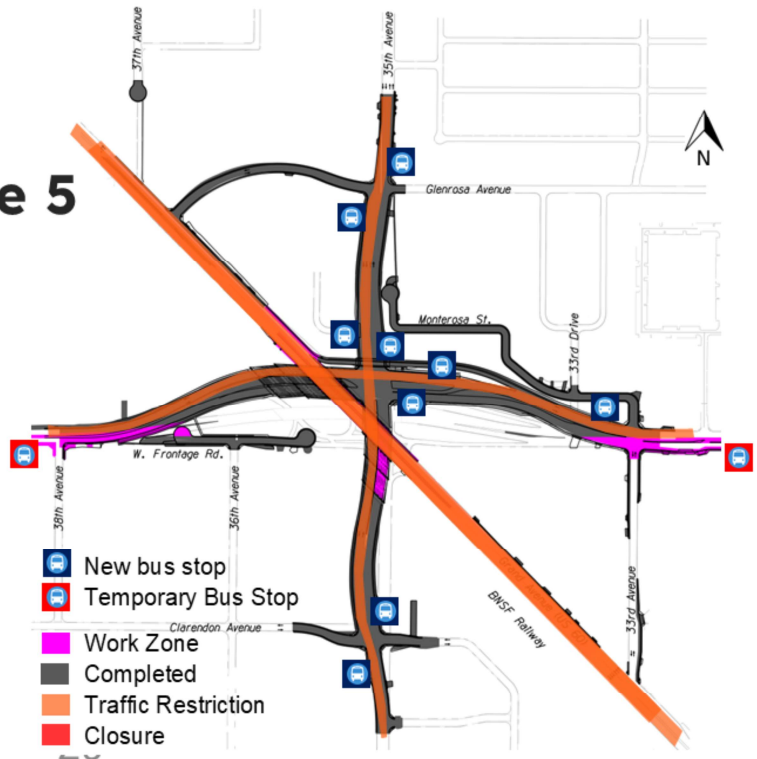 37th Avenue
35th Avenue
N
e 5
Glenrosa Avenue
Monterosa St.
33rd Drive
W. Frontage Rd.
38th Avenue
36th Avenue
33rd Avenue
BNSF Railway
Clarendon Avenue
New bus stop
Temporary Bus Stop
Work Zone
Completed
Traffic Restriction
Closure